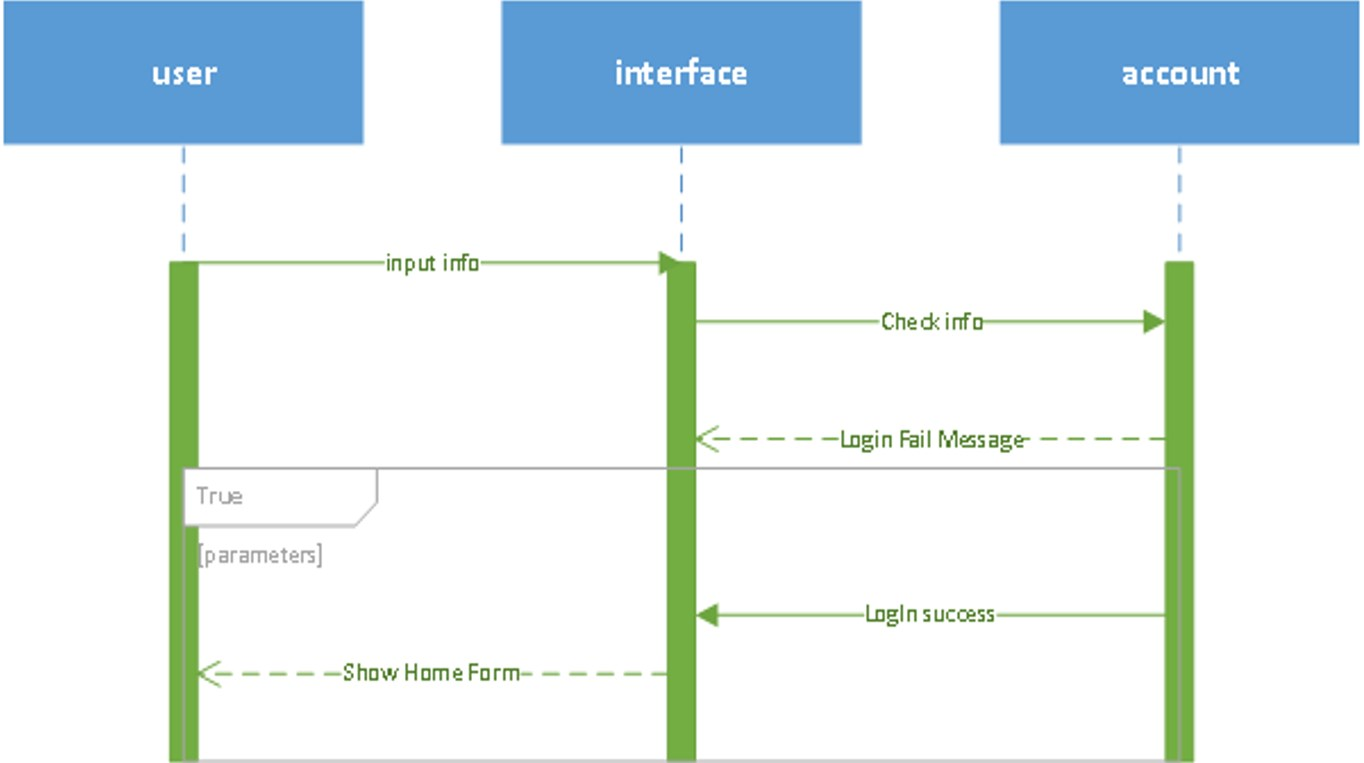 user
interface
account
input info
Check info
Login Fail Message
True
[parameters]
LogIn success
Show Home Form